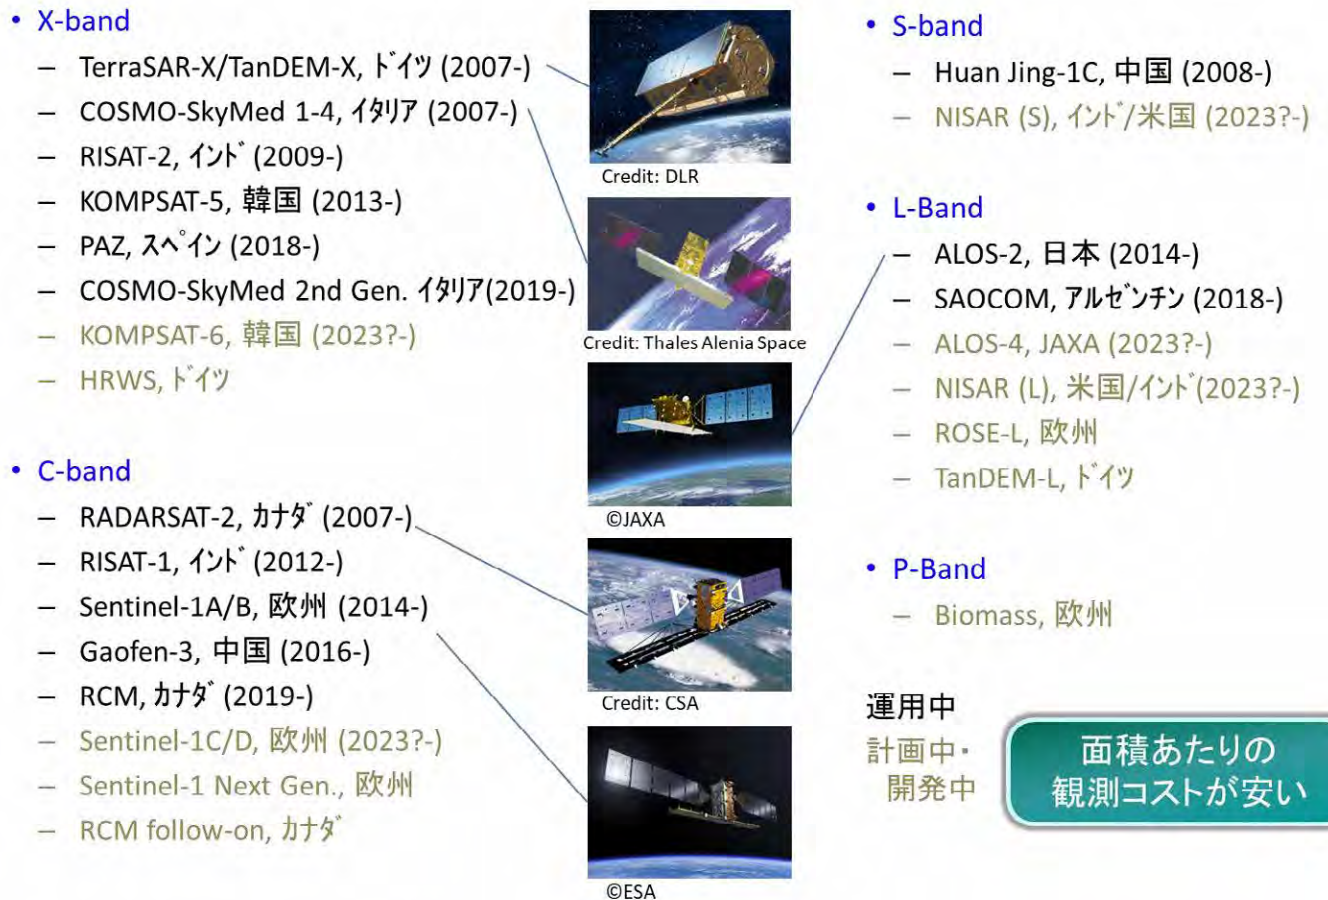 • X-band
– TerraSAR-X/TanDEM-X, ﾄﾞｲﾂ (2007-)
– COSMO-SkyMed 1-4, ｲﾀﾘｱ (2007-)
– RISAT-2, ｲﾝﾄﾞ (2009-)
– KOMPSAT-5, 韓国 (2013-)
– PAZ, ｽﾍﾟｲﾝ (2018-)
– COSMO-SkyMed 2nd Gen. ｲﾀﾘｱ(2019-)
– KOMPSAT-6, 韓国 (2023?-)
– HRWS, ﾄﾞｲﾂ
• C-band
– RADARSAT-2, ｶﾅﾀﾞ (2007-)
– RISAT-1, ｲﾝﾄﾞ (2012-)
– Sentinel-1A/B, 欧州 (2014-)
– Gaofen-3, 中国 (2016-)
– RCM, ｶﾅﾀﾞ (2019-)
– Sentinel-1C/D, 欧州 (2023?-)
– Sentinel-1 Next Gen., 欧州
– RCM follow-on, ｶﾅﾀﾞ
Credit: DLR
Credit: Thales Alenia Space
©JAXA
Credit: CSA
©ESA
• S-band
– Huan Jing-1C, 中国 (2008-)
– NISAR (S), ｲﾝﾄﾞ/米国 (2023?-)
• L-Band
– ALOS-2, 日本 (2014-)
– SAOCOM, ｱﾙｾﾞﾝﾁﾝ (2018-)
– ALOS-4, JAXA (2023?-)
– NISAR (L), 米国/ｲﾝﾄﾞ(2023?-)
– ROSE-L, 欧州
– TanDEM-L, ﾄﾞｲﾂ
• P-Band
– Biomass, 欧州
運用中
計画中・
開発中
面積あたりの
観測コストが安い